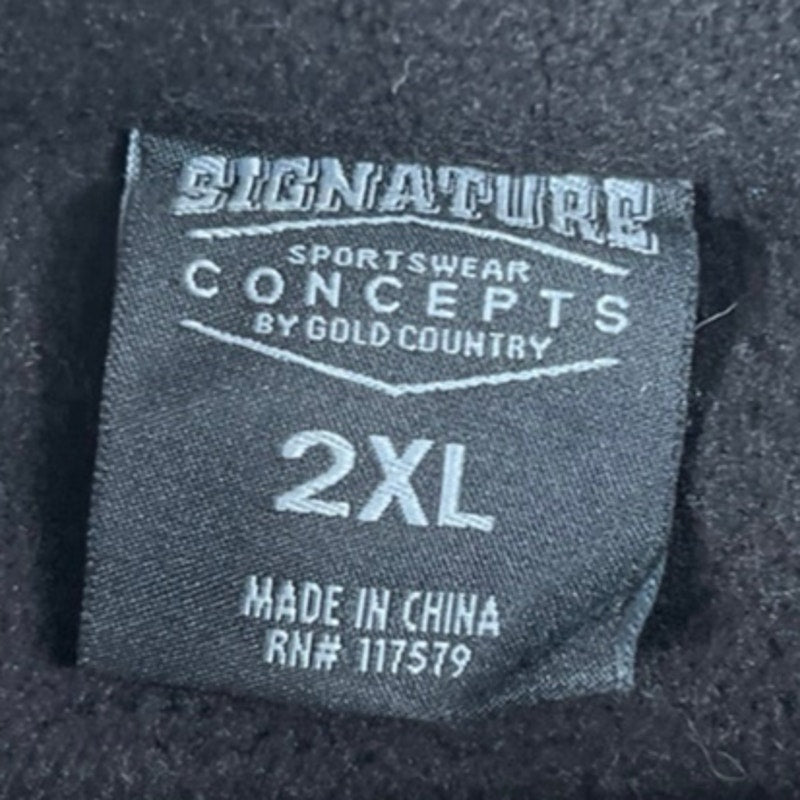 SIGNATURE
SPORTSWEAR
CONCEPTS
BY GOLD COUNTRY
2XL
MADE IN CHINA
RN# 117579